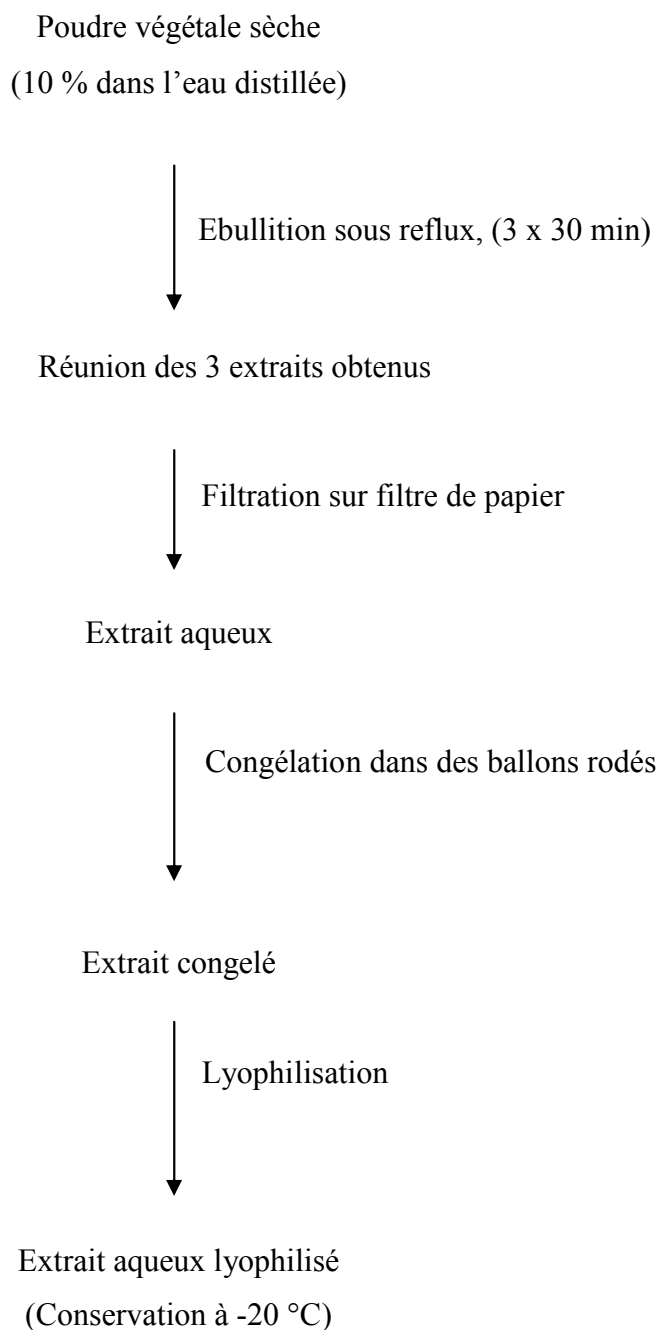 Poudre végétale sèche
(10 % dans l’eau distillée)
Ebullition sous reflux, (3 x 30 min)
Réunion des 3 extraits obtenus
Filtration sur filtre de papier
Extrait aqueux
Congélation dans des ballons rodés
Extrait congelé
Lyophilisation
Extrait aqueux lyophilisé
(Conservation à -20 °C)